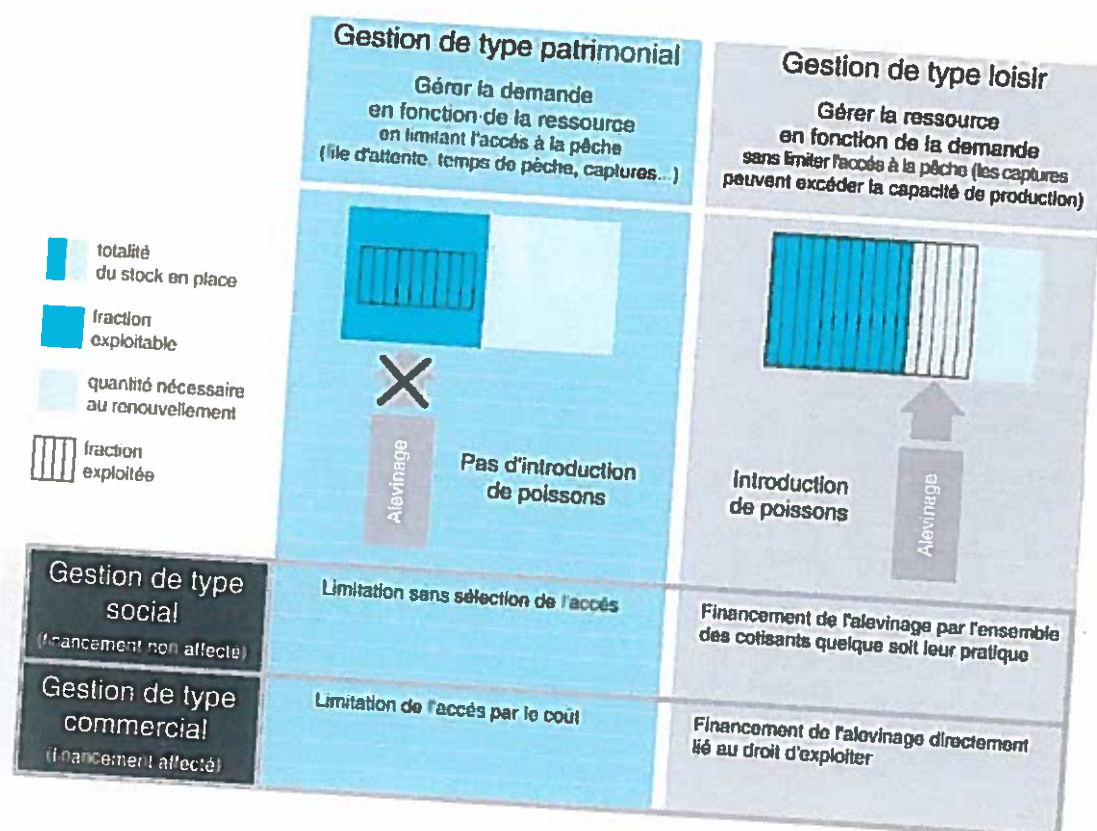 Gestion de type patrimonial
Gérer la demande
en fonction de la ressource
en limitant l'accés à la pêche
(file d'attente, temps de pêche, captures...)
Gestion de type loisir
Gérer la ressource
en fonction de la demande
sans limiter l'accés à la pêche (les captures
peuvent excéder la capacité de production)
totalité
du stock en place
fraction
exploitable
quantité nécessaire
au renouvellement
fraction
exploitée
Alevinage
Pas d'introduction
de poissons
Introduction
de poissons
Alevinage
Gestion de type
social
(financement non affecté)
Limitation sans sélection de l'accés
Financement de l'alevinage par l'ensemble
des cotisants quelque soit leur pratique
Gestion de type
commercial
(financement affecté)
Limitation de l'accés par le coût
Financement de l'alevinage directement
lié au droit d'exploiter